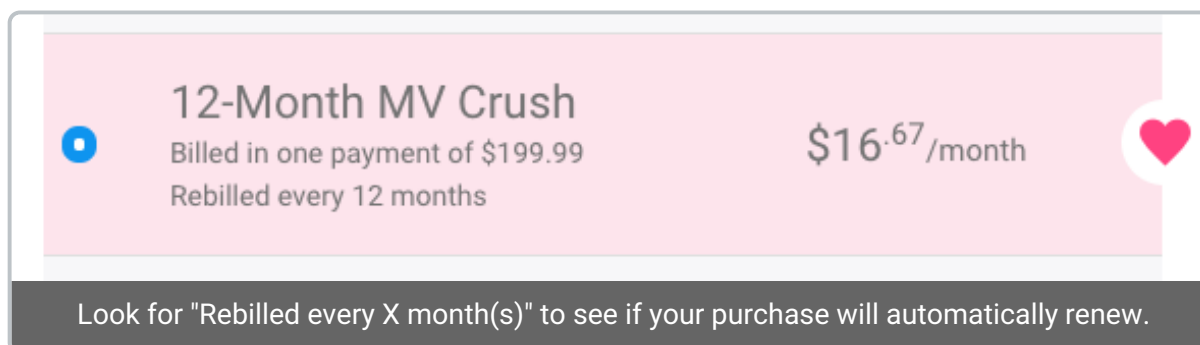 12-Month MV Crush
Billed in one payment of $199.99
Rebilled every 12 months
$16.67/month
Look for "Rebilled every X month(s)" to see if your purchase will automatically renew.